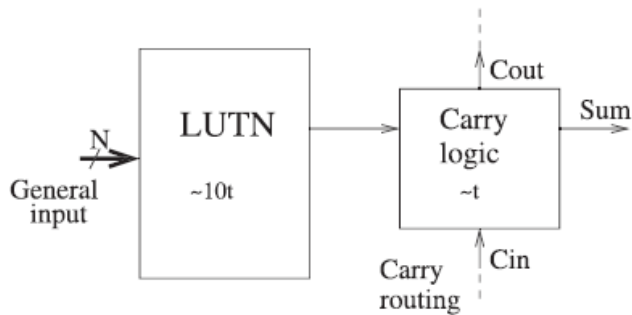 Cout
N
LUTN
Carry
logic
Sum
General
input
~10t
~t
Carry
routing
Cin